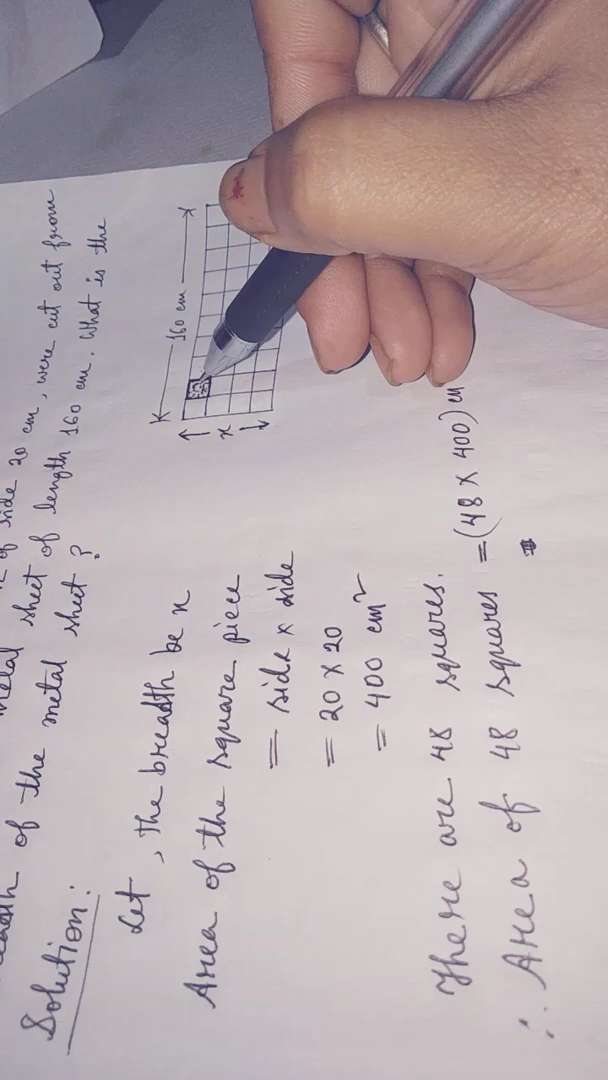 metal of side 20 cm, were cut out from
of the metal sheet of length 160 cm. What is the
sheet?
Solution:
160 cm
x
Let, the breadth be x
Area of the square piece
= side x side
= 20 x 20
= 400 cm²
There are 48 squares.
∴ Area of 48 squares = (48 x 400) cm